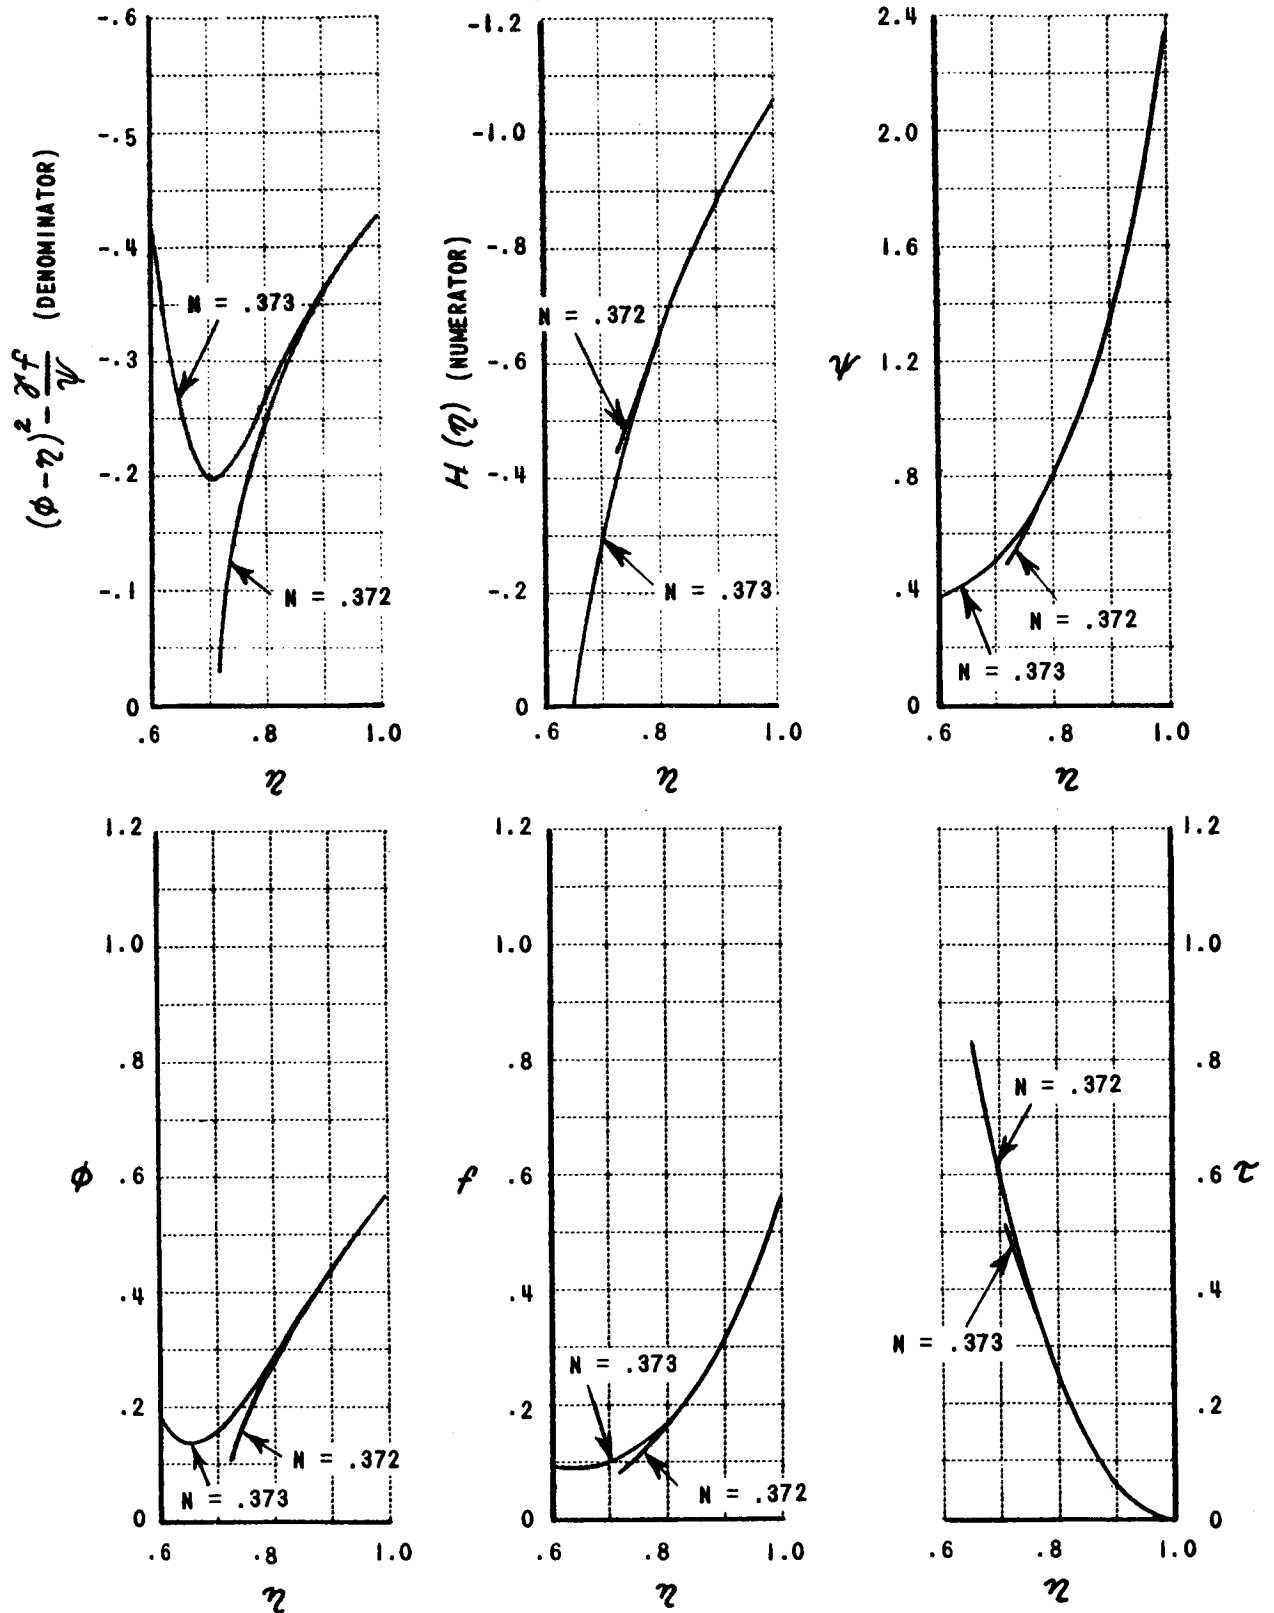 -.6
-.5
-.4
-.3
-.2
-.1
0
.6 .8 1.0
η
(φ-η)² - γf/ψ (DENOMINATOR)
N = .373
N = .372
-1.2
-1.0
-.8
-.6
-.4
-.2
0
.6 .8 1.0
η
H (η) (NUMERATOR)
N = .372
N = .373
2.4
2.0
1.6
1.2
.8
.4
0
.6 .8 1.0
η
ψ
N = .372
N = .373
1.2
1.0
.8
.6
.4
.2
0
.6 .8 1.0
η
φ
N = .372
N = .373
1.2
1.0
.8
.6
.4
.2
0
.6 .8 1.0
η
f
N = .373
N = .372
1.2
1.0
.8
.6
.4
.2
0
.6 .8 1.0
η
τ
N = .372
N = .373